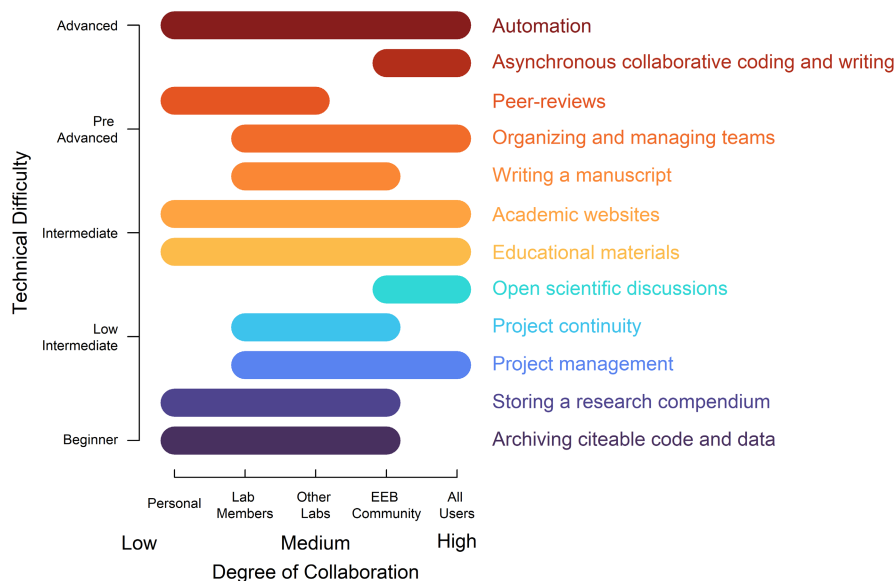 Advanced
Automation
Asynchronous collaborative coding and writing
Peer-reviews
Pre
Advanced
Organizing and managing teams
Writing a manuscript
Technical Difficulty
Academic websites
Intermediate
Educational materials
Open scientific discussions
Low
Intermediate
Project continuity
Project management
Storing a research compendium
Beginner
Archiving citeable code and data
Personal
Lab
Members
Other
Labs
EEB
Community
All
Users
Low
Medium
High
Degree of Collaboration